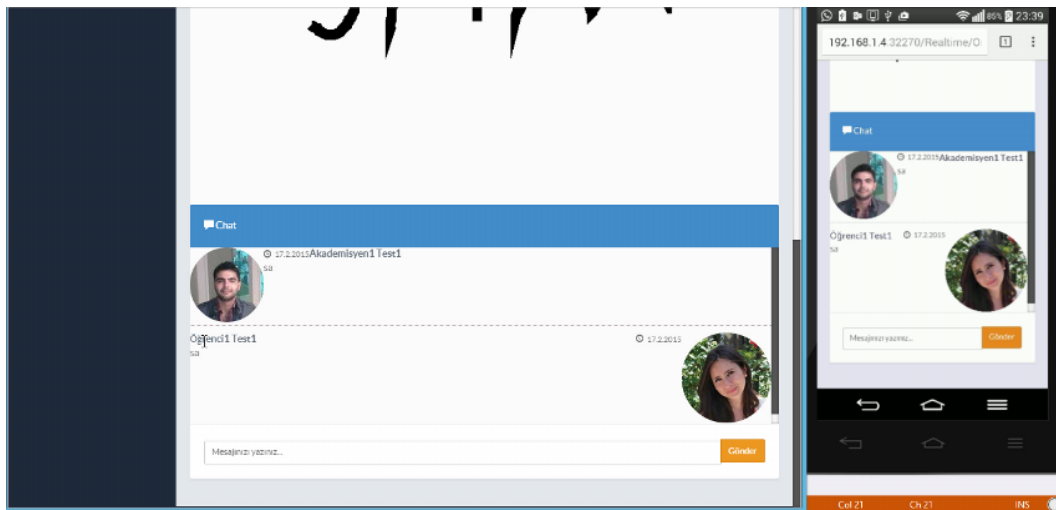 Chat
17.2.2015 Akademisyen1 Test1
sa
Öğrenci1 Test1
17.2.2015
sa
Mesajınızı yazınız..
Gönder
85% 23:39
192.168.1.4:32270/Realtime/O
1
Chat
17.2.2015 Akademisyen1 Test1
sa
Öğrenci1 Test1
17.2.2015
sa
Mesajınızı yazınız..
Gönder
Col 21 Ch 21 INS